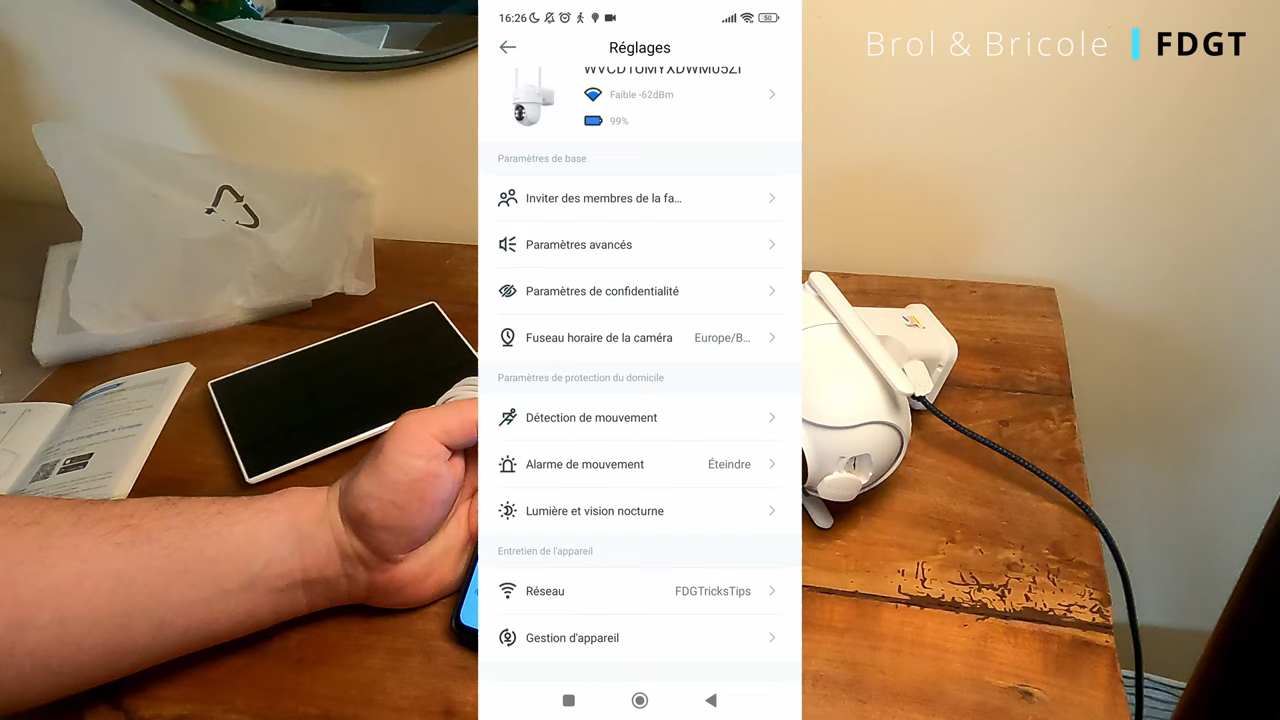 16:26
50
Brol & Bricole | FDGT
Réglages
Faible -62dBm
99%
Paramètres de base
Inviter des membres de la fa...
Paramètres avancés
Paramètres de confidentialité
Fuseau horaire de la caméra Europe/B...
Paramètres de protection du domicile
Détection de mouvement
Alarme de mouvement Éteindre
Lumière et vision nocturne
Entretien de l'appareil
Réseau FDGTricksTips
Gestion d'appareil